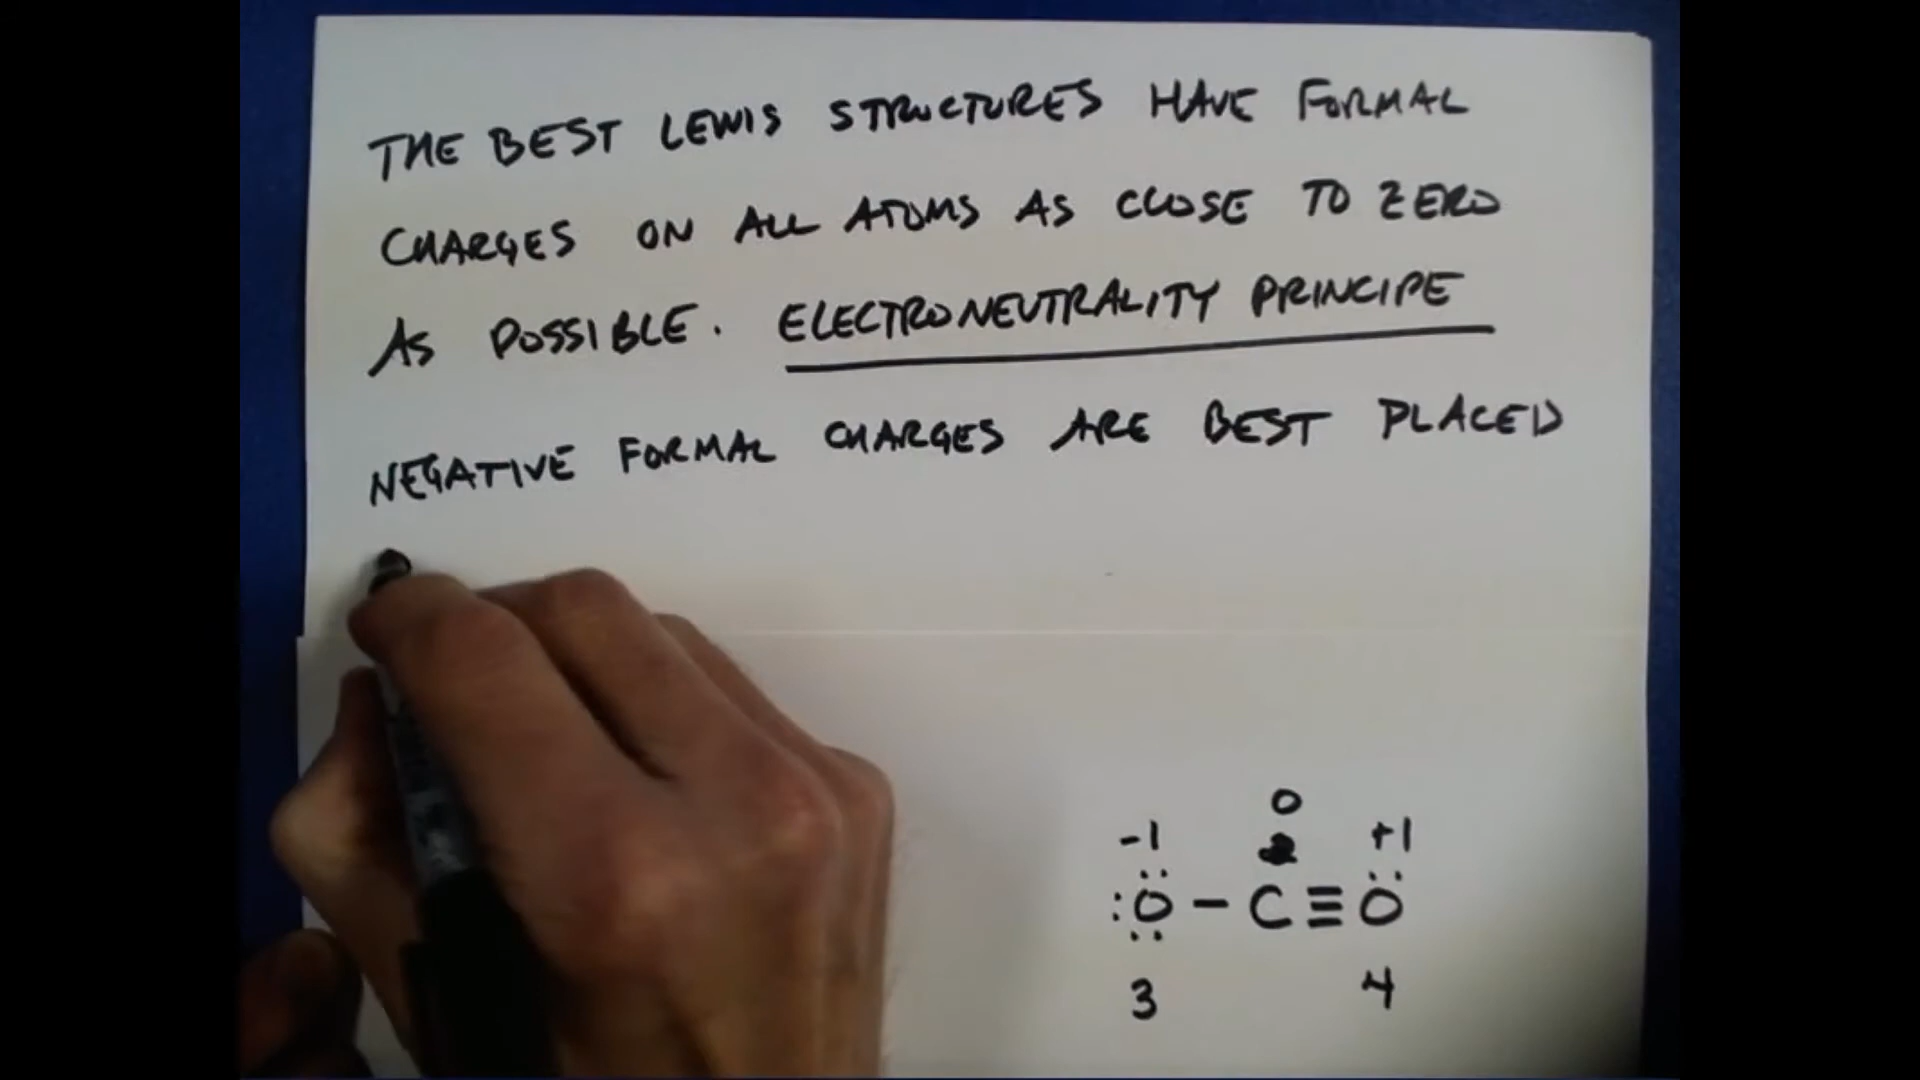 THE BEST LEWIS STRUCTURES HAVE FORMAL
CHARGES ON ALL ATOMS AS CLOSE TO ZERO
AS POSSIBLE. ELECTRONEUTRALITY PRINCIPE
NEGATIVE FORMAL CHARGES ARE BEST PLACED
0
-1 +1
:Ö̤ - C ≡ Ö
3 4